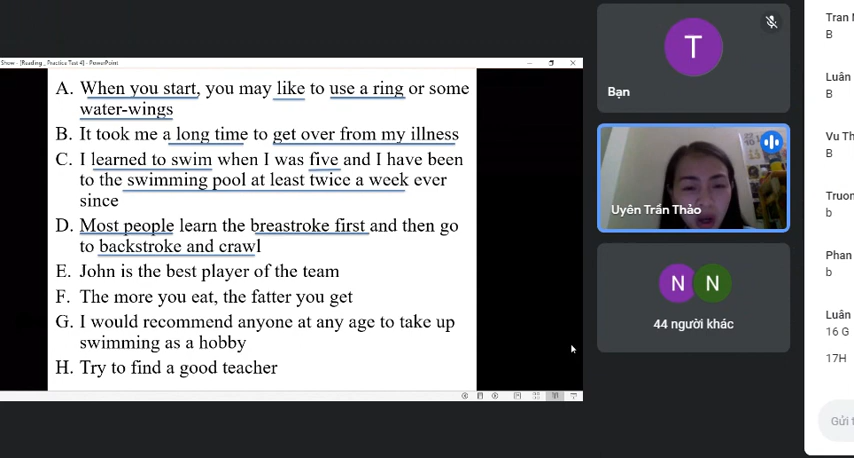 Show - [Reading_ Practice Test 4] - PowerPoint
A. When you start, you may like to use a ring or some
water-wings
B. It took me a long time to get over from my illness
C. I learned to swim when I was five and I have been
to the swimming pool at least twice a week ever
since
D. Most people learn the breastroke first and then go
to backstroke and crawl
E. John is the best player of the team
F. The more you eat, the fatter you get
G. I would recommend anyone at any age to take up
swimming as a hobby
H. Try to find a good teacher
T
Bạn
Uyên Trần Thảo
N N
44 người khác
Tran
B
Luân
B
Vu
B
b
Phan
b
Luân
16 G
17H
Gửi